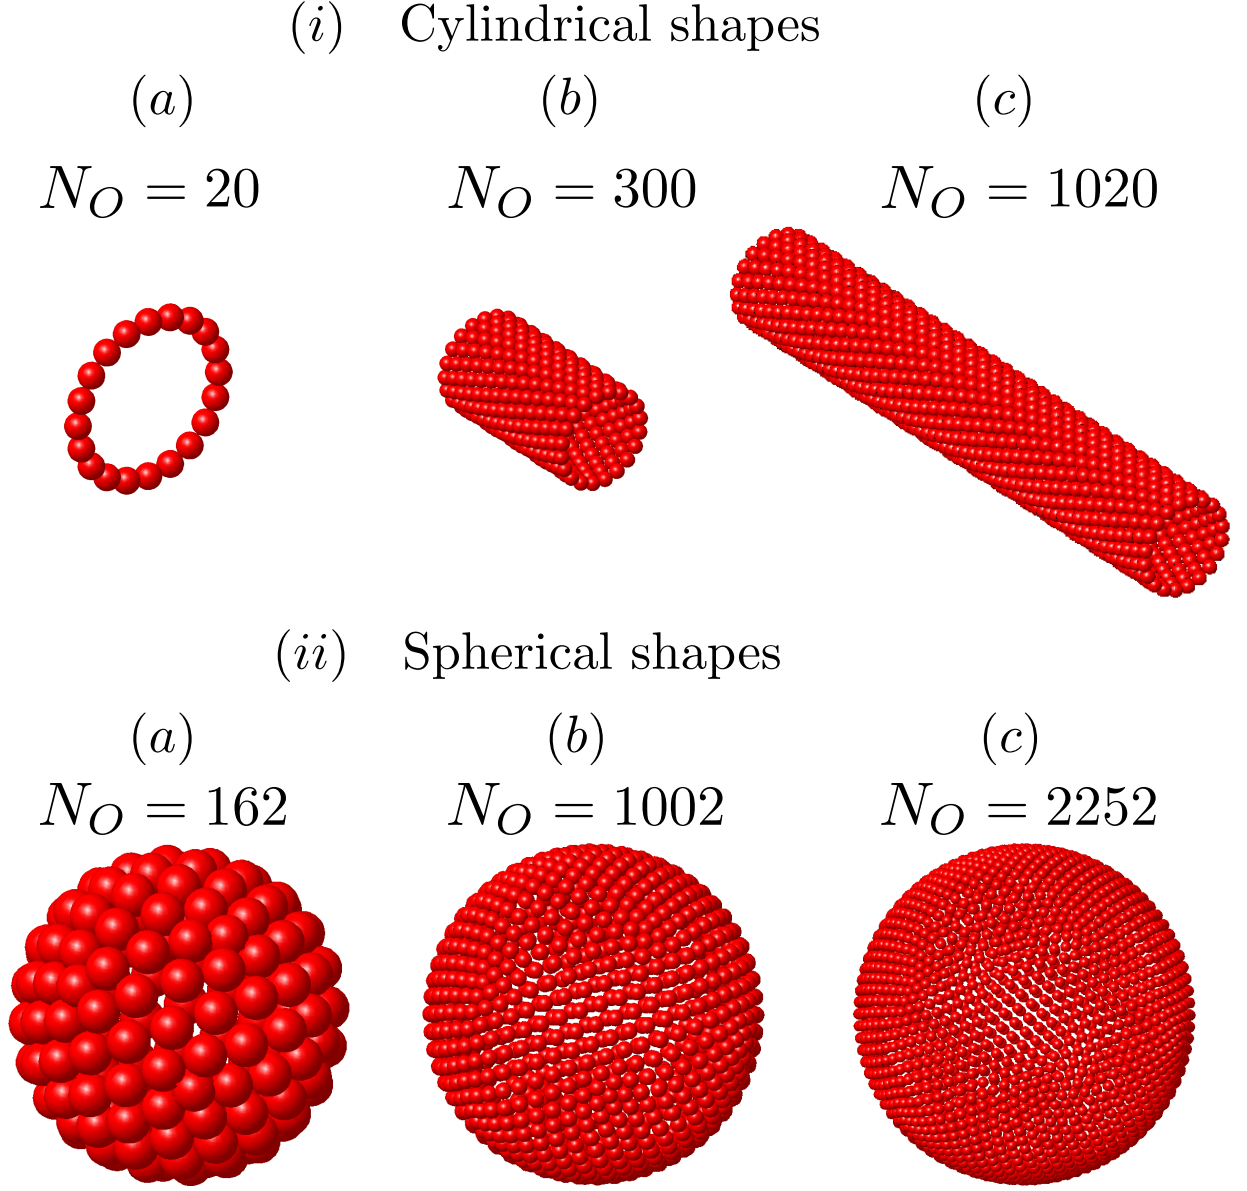 (i) Cylindrical shapes
(a) (b) (c)
N_O = 20 N_O = 300 N_O = 1020
(ii) Spherical shapes
(a) (b) (c)
N_O = 162 N_O = 1002 N_O = 2252